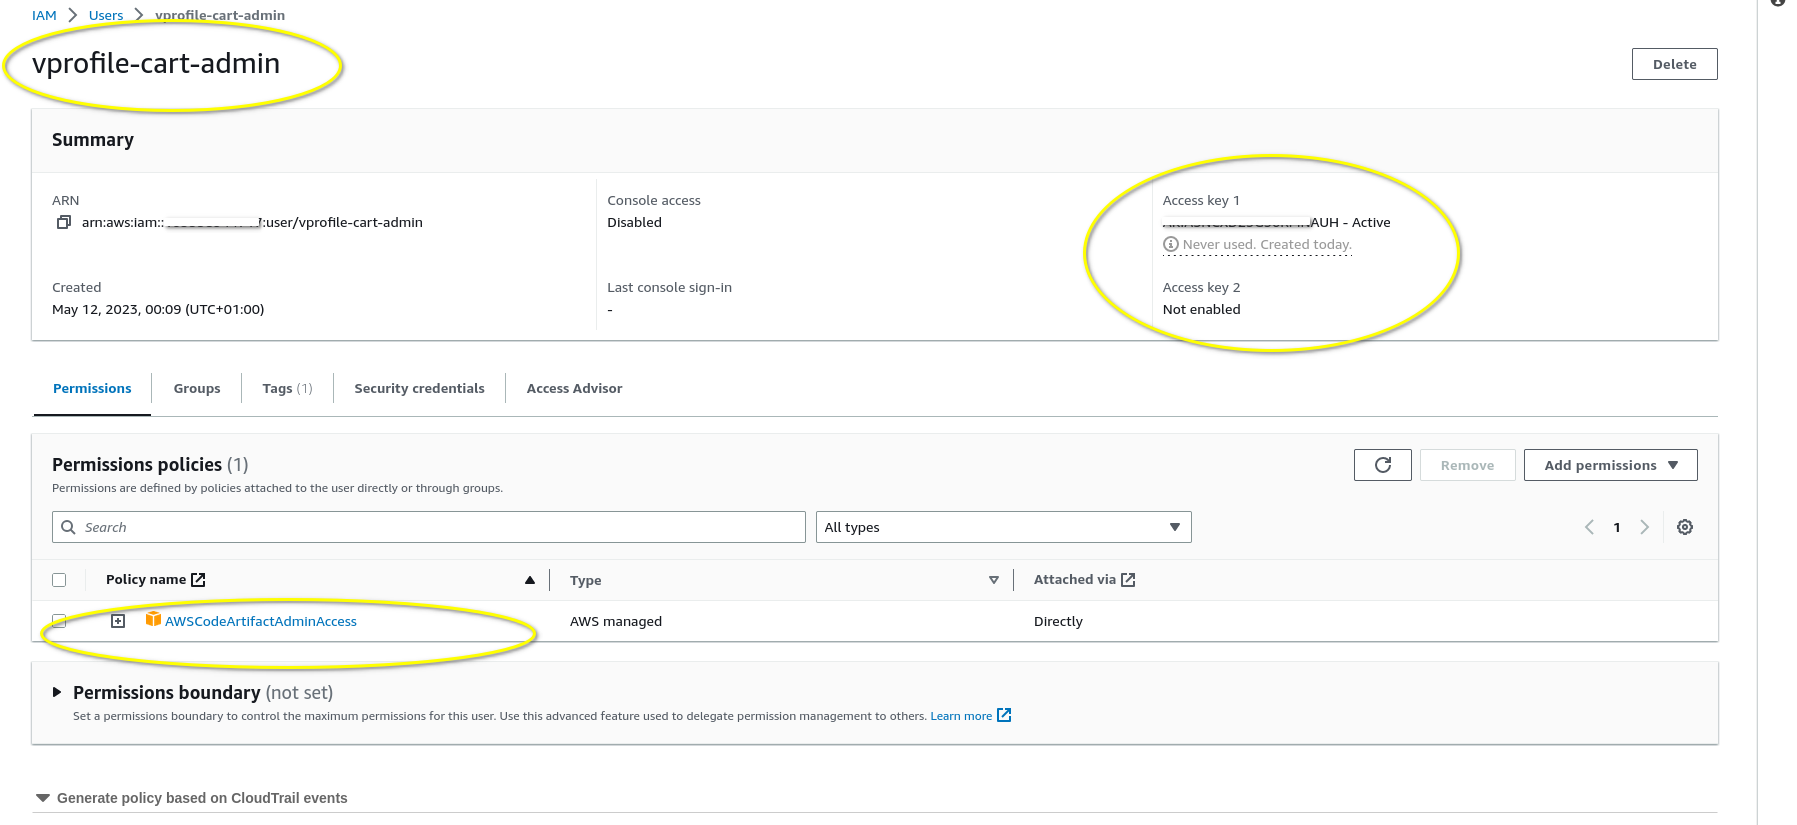 IAM > Users > vprofile-cart-admin
vprofile-cart-admin
Delete
Summary
ARN
arn:aws:iam:: :user/vprofile-cart-admin
Console access
Disabled
Access key 1
AUH - Active
Never used. Created today.
Created
May 12, 2023, 00:09 (UTC+01:00)
Last console sign-in
-
Access key 2
Not enabled
Permissions
Groups
Tags (1)
Security credentials
Access Advisor
Permissions policies (1)
Permissions are defined by policies attached to the user directly or through groups.
Remove
Add permissions
Search
All types
1
Policy name
Type
Attached via
AWSCodeArtifactAdminAccess
AWS managed
Directly
Permissions boundary (not set)
Set a permissions boundary to control the maximum permissions for this user. Use this advanced feature used to delegate permission management to others. Learn more
Generate policy based on CloudTrail events